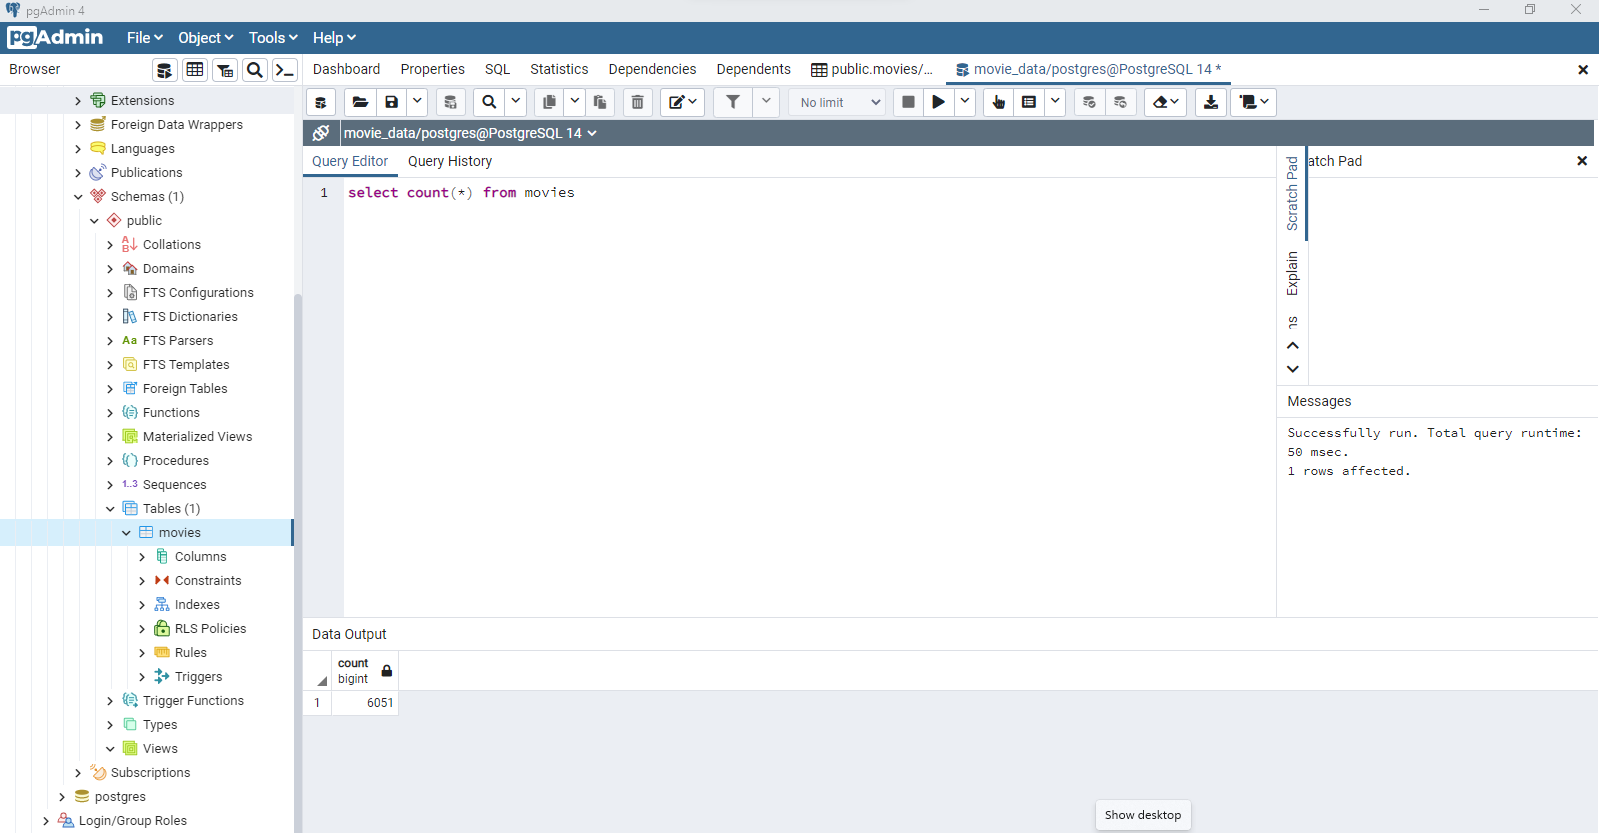 pgAdmin 4
pgAdmin File Object Tools Help
Browser
Dashboard Properties SQL Statistics Dependencies Dependents public.movies/... movie_data/postgres@PostgreSQL 14 *
No limit
movie_data/postgres@PostgreSQL 14
Query Editor Query History
1 select count(*) from movies
Extensions
Foreign Data Wrappers
Languages
Publications
Schemas (1)
public
Collations
Domains
FTS Configurations
FTS Dictionaries
Aa FTS Parsers
FTS Templates
Foreign Tables
Functions
Materialized Views
Procedures
1..3 Sequences
Tables (1)
movies
Columns
Constraints
Indexes
RLS Policies
Rules
Triggers
Trigger Functions
Types
Views
Subscriptions
postgres
Login/Group Roles
Scratch Pad
Explain
ns
atch Pad
Messages
Successfully run. Total query runtime:
50 msec.
1 rows affected.
Data Output
count
bigint
1 6051
Show desktop